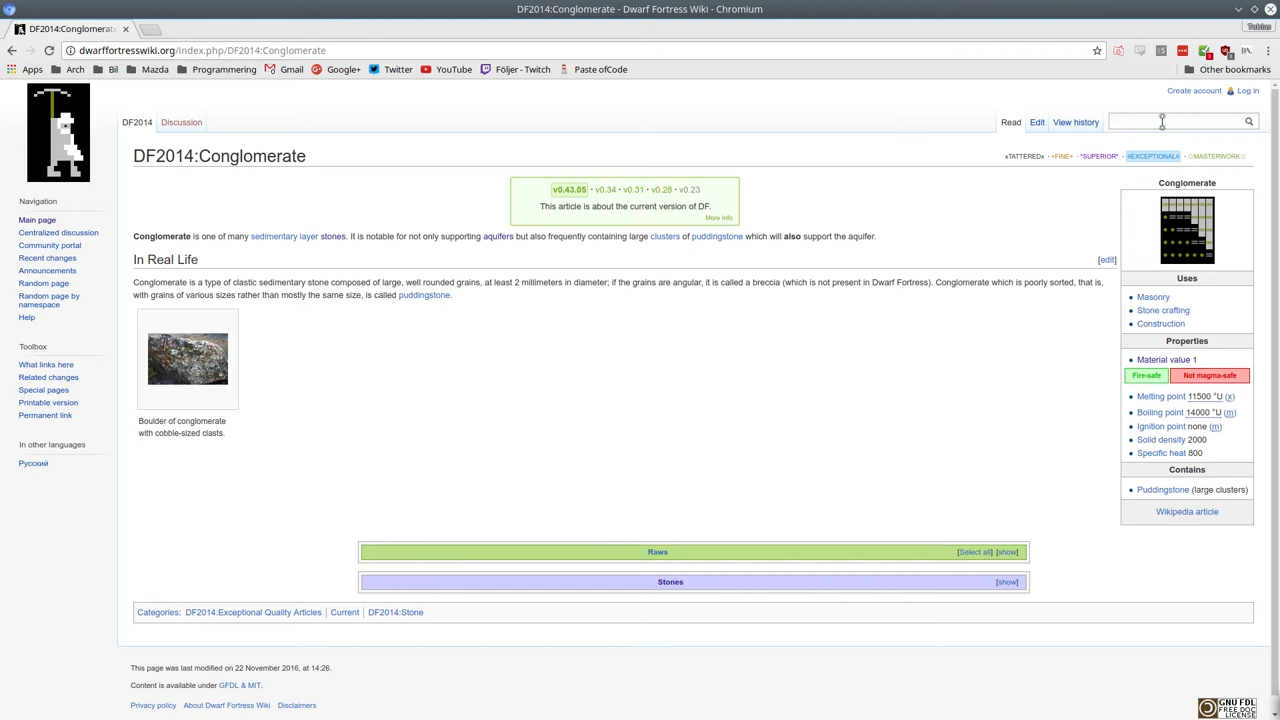 DF2014:Conglomerate - Dwarf Fortress Wiki - Chromium
DF2014:Conglomerate
Tobias
dwarffortresswiki.org/index.php/DF2014:Conglomerate
Apps Arch Bil Mazda Programmering Gmail Google+ Twitter YouTube Följer - Twitch Paste ofCode Other bookmarks
Create account Log in
DF2014 Discussion Read Edit View history
DF2014:Conglomerate
xTATTEREDx · +FINE+ · *SUPERIOR* · ≡EXCEPTIONAL≡ · ☼MASTERWORK☼
v0.43.05 · v0.34 · v0.31 · v0.28 · v0.23
This article is about the current version of DF.
More Info
Conglomerate is one of many sedimentary layer stones. It is notable for not only supporting aquifers but also frequently containing large clusters of puddingstone which will also support the aquifer.
In Real Life [edit]
Conglomerate is a type of clastic sedimentary stone composed of large, well rounded grains, at least 2 millimeters in diameter; if the grains are angular, it is called a breccia (which is not present in Dwarf Fortress). Conglomerate which is poorly sorted, that is,
with grains of various sizes rather than mostly the same size, is called puddingstone.
Boulder of conglomerate
with cobble-sized clasts.
Navigation
Main page
Centralized discussion
Community portal
Recent changes
Announcements
Random page
Random page by
namespace
Help
Toolbox
What links here
Related changes
Special pages
Printable version
Permanent link
In other languages
Русский
Conglomerate
Uses
Masonry
Stone crafting
Construction
Properties
Material value 1
Fire-safe Not magma-safe
Melting point 11500 °U (x)
Boiling point 14000 °U (m)
Ignition point none (m)
Solid density 2000
Specific heat 800
Contains
Puddingstone (large clusters)
Wikipedia article
Raws [Select all] [show]
Stones [show]
Categories: DF2014:Exceptional Quality Articles | Current | DF2014:Stone
This page was last modified on 22 November 2016, at 14:26.
Content is available under GFDL & MIT.
Privacy policy About Dwarf Fortress Wiki Disclaimers
GNU FDL
FREE DOC
LICENSE